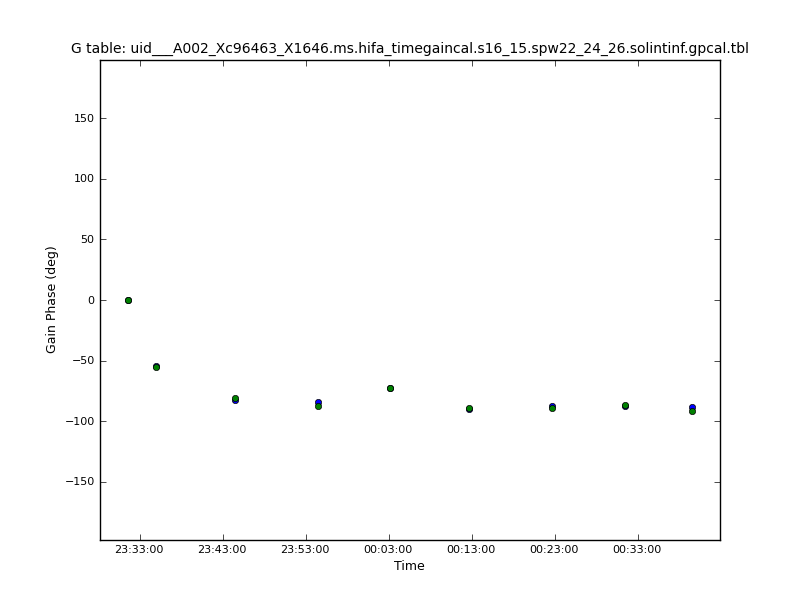 G table: uid___A002_Xc96463_X1646.ms.hifa_timegaincal.s16_15.spw22_24_26.solintinf.gpcal.tbl
150
100
50
0
−50
−100
−150
Gain Phase (deg)
23:33:00 23:43:00 23:53:00 00:03:00 00:13:00 00:23:00 00:33:00
Time